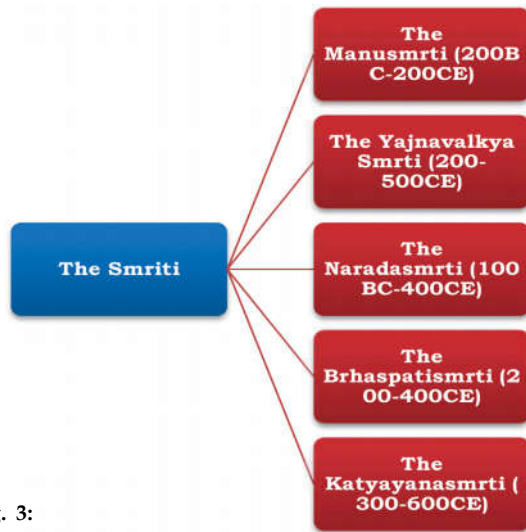 The
Manusmrti (200B
C-200CE)
The Yajnavalkya
Smrti (200-
500CE)
The Smriti
The
Naradasmrti (100
BC-400CE)
The
Brhaspatismrti (2
00-400CE)
The
Katyayanasmrti (
300-600CE)
g. 3: